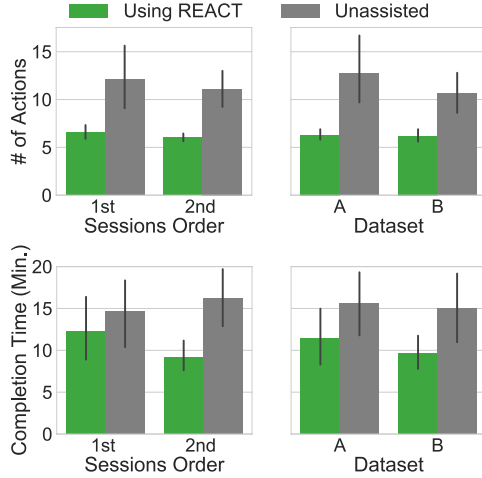 Using REACT Unassisted
# of Actions
15
10
5
0
1st 2nd
Sessions Order
A B
Dataset
Completion Time (Min.)
20
15
10
5
0
1st 2nd
Sessions Order
A B
Dataset